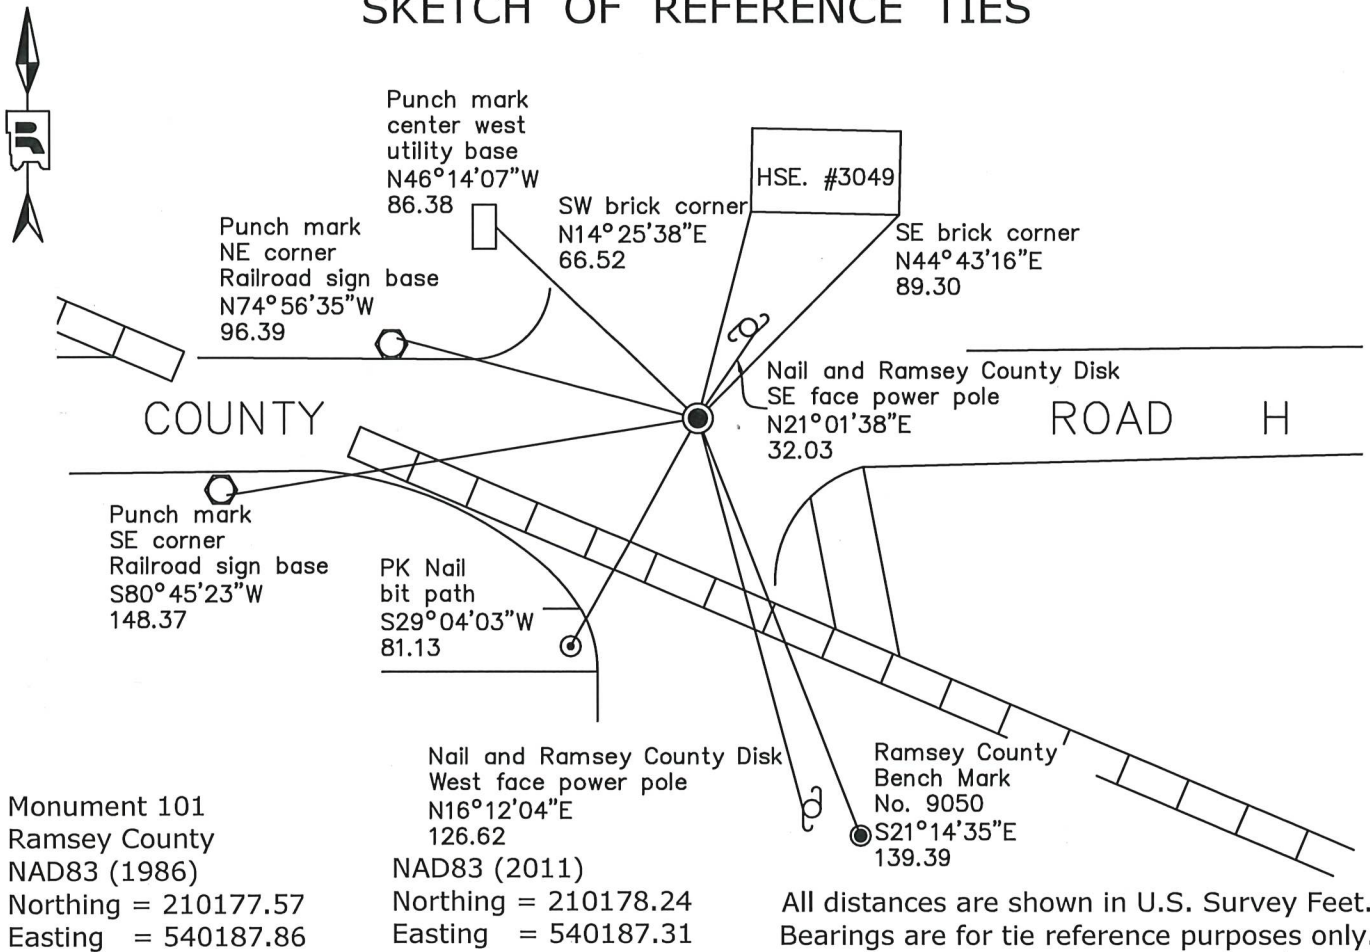 SKETCH OF REFERENCE TIES
R
Punch mark
center west
utility base
N46°14'07"W
86.38
HSE. #3049
SW brick corner
N14°25'38"E
66.52
SE brick corner
N44°43'16"E
89.30
Punch mark
NE corner
Railroad sign base
N74°56'35"W
96.39
Nail and Ramsey County Disk
SE face power pole
N21°01'38"E
32.03
COUNTY
ROAD H
Punch mark
SE corner
Railroad sign base
S80°45'23"W
148.37
PK Nail
bit path
S29°04'03"W
81.13
Nail and Ramsey County Disk
West face power pole
N16°12'04"E
126.62
Ramsey County
Bench Mark
No. 9050
S21°14'35"E
139.39
Monument 101
Ramsey County
NAD83 (1986)
Northing = 210177.57
Easting = 540187.86
NAD83 (2011)
Northing = 210178.24
Easting = 540187.31
All distances are shown in U.S. Survey Feet.
Bearings are for tie reference purposes only.